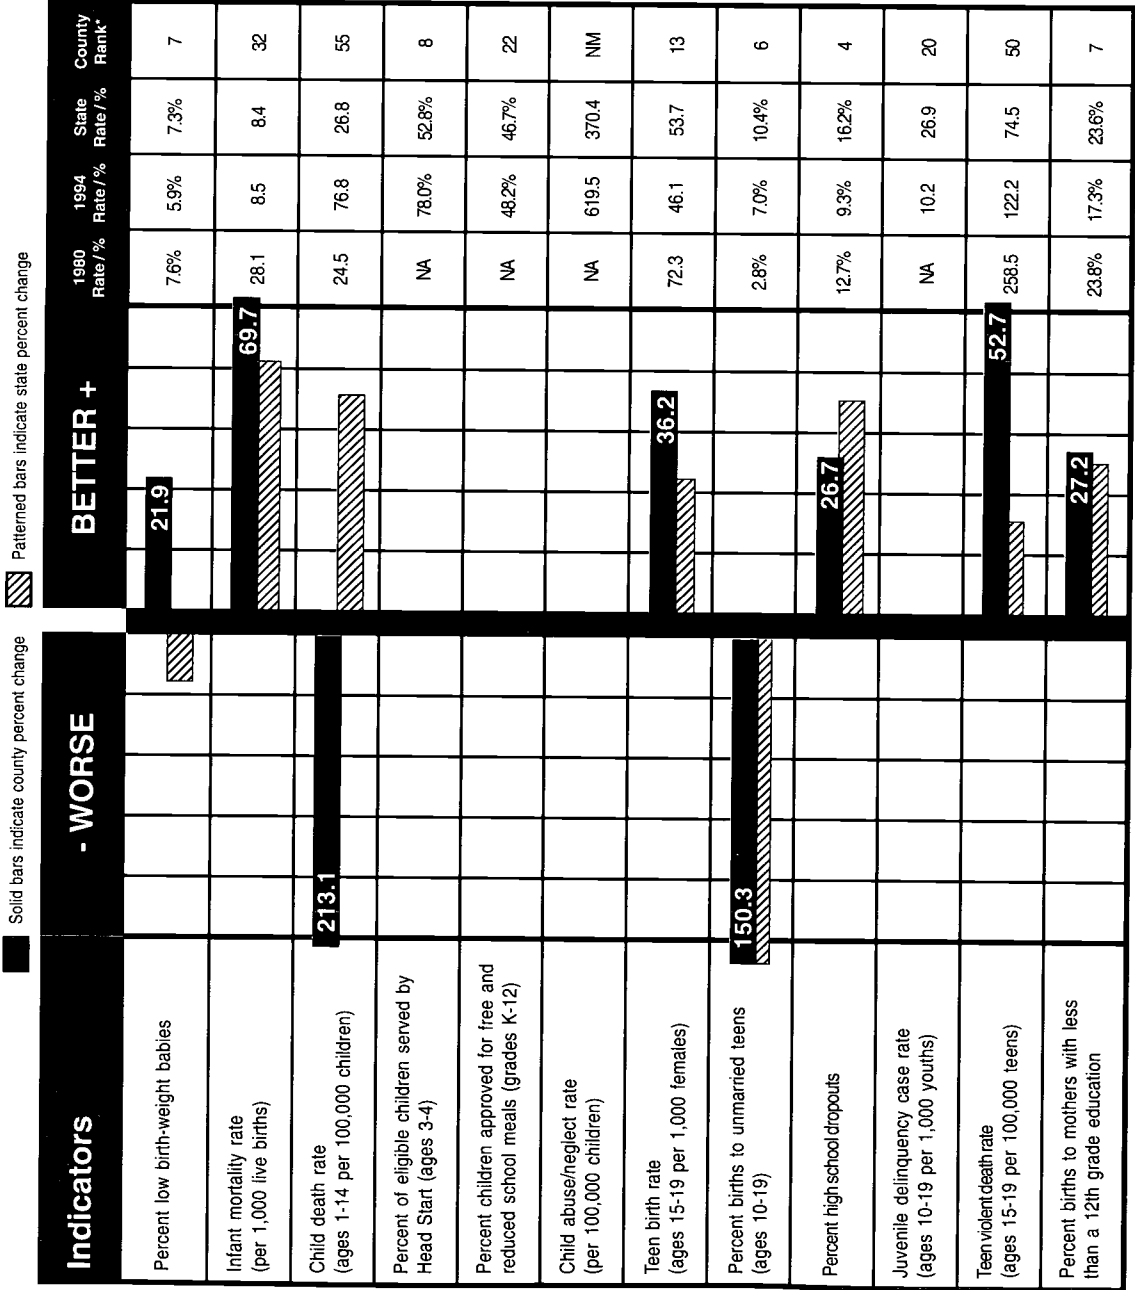 Solid bars indicate county percent change
Patterned bars indicate state percent change
Indicators
- WORSE
BETTER +
1980
Rate / %
1994
Rate / %
State
Rate / %
County
Rank*
Percent low birth-weight babies
21.9
7.6%
5.9%
7.3%
7
Infant mortality rate
(per 1,000 live births)
69.7
28.1
8.5
8.4
32
Child death rate
(ages 1-14 per 100,000 children)
213.1
24.5
76.8
26.8
55
Percent of eligible children served by
Head Start (ages 3-4)
NA
78.0%
52.8%
8
Percent children approved for free and
reduced school meals (grades K-12)
NA
48.2%
46.7%
22
Child abuse/neglect rate
(per 100,000 children)
NA
619.5
370.4
NM
Teen birth rate
(ages 15-19 per 1,000 females)
36.2
72.3
46.1
53.7
13
Percent births to unmarried teens
(ages 10-19)
150.3
2.8%
7.0%
10.4%
6
Percent high school dropouts
26.7
12.7%
9.3%
16.2%
4
Juvenile delinquency case rate
(ages 10-19 per 1,000 youths)
NA
10.2
26.9
20
Teen violent death rate
(ages 15-19 per 100,000 teens)
52.7
258.5
122.2
74.5
50
Percent births to mothers with less
than a 12th grade education
27.2
23.8%
17.3%
23.6%
7